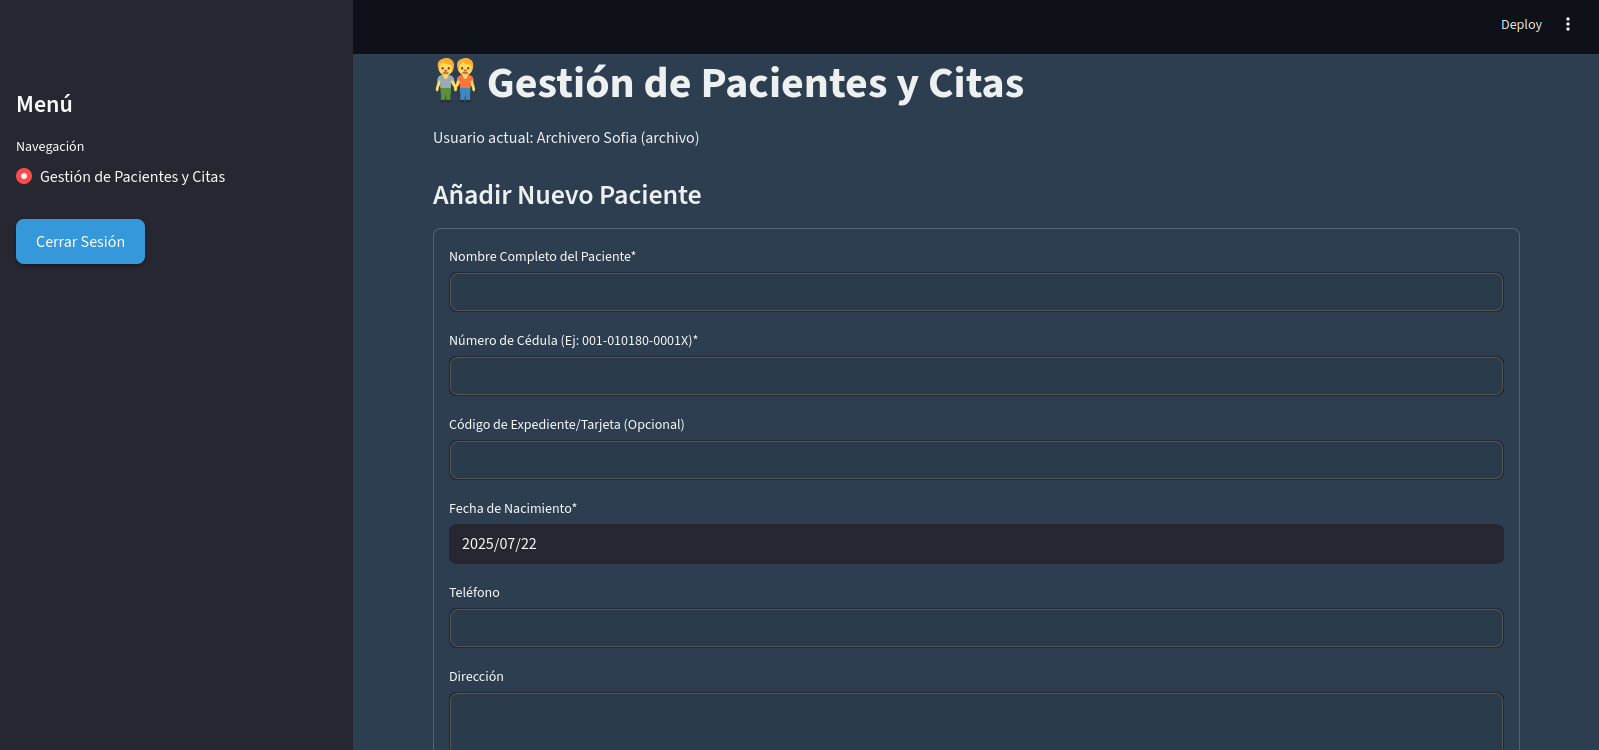 Deploy
Menú
Navegación
Gestión de Pacientes y Citas
Cerrar Sesión
Gestión de Pacientes y Citas
Usuario actual: Archivero Sofia (archivo)
Añadir Nuevo Paciente
Nombre Completo del Paciente*
Número de Cédula (Ej: 001-010180-0001X)*
Código de Expediente/Tarjeta (Opcional)
Fecha de Nacimiento*
2025/07/22
Teléfono
Dirección